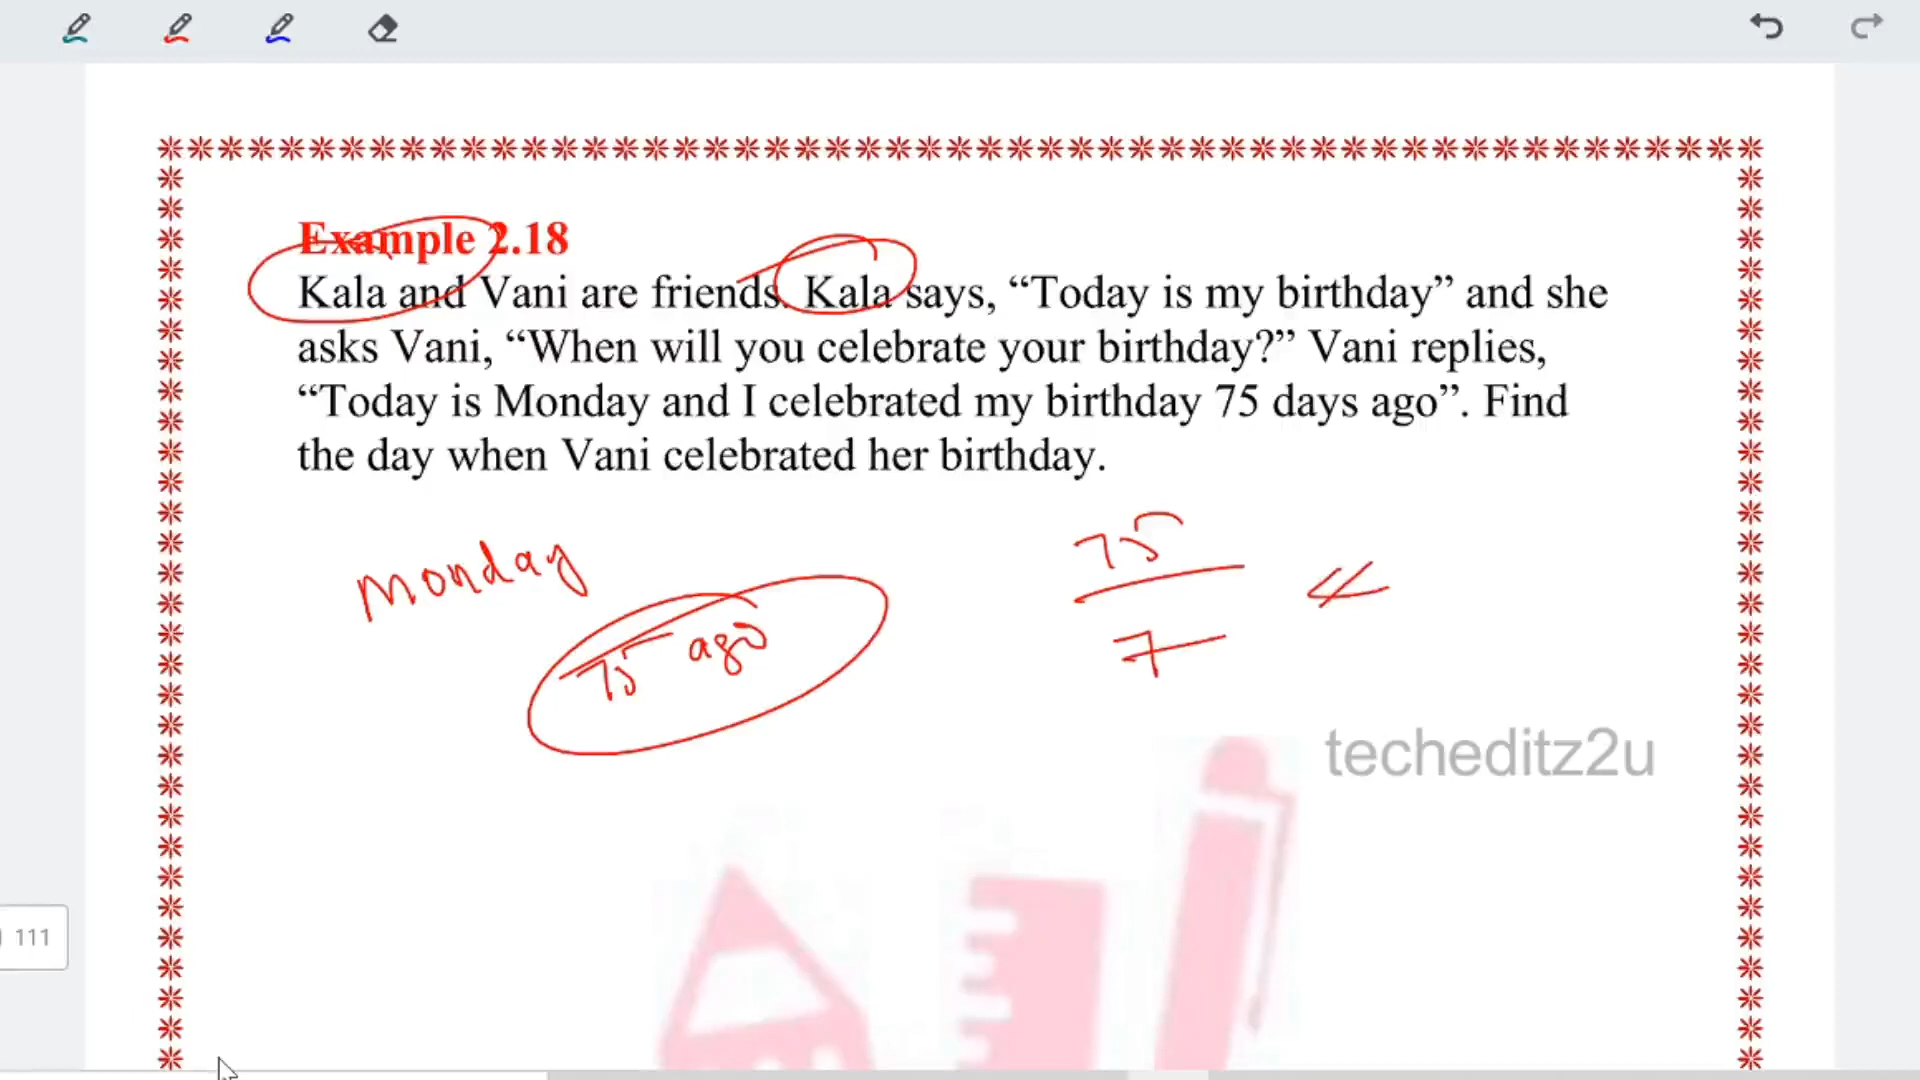 Example 2.18
Kala and Vani are friends. Kala says, “Today is my birthday” and she
asks Vani, “When will you celebrate your birthday?” Vani replies,
“Today is Monday and I celebrated my birthday 75 days ago”. Find
the day when Vani celebrated her birthday.
Monday
75 ago
75
7
techeditz2u
111